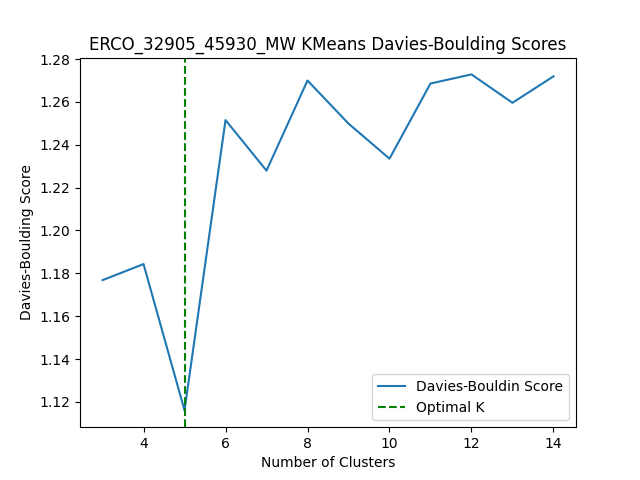 ERCO_32905_45930_MW KMeans Davies-Boulding Scores
1.28
1.26
1.24
1.22
1.20
1.18
1.16
1.14
1.12
Davies-Boulding Score
Davies-Bouldin Score
Optimal K
4 6 8 10 12 14
Number of Clusters